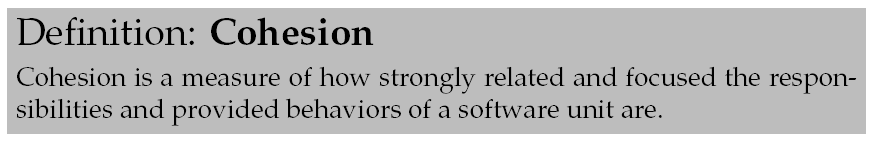 Definition: Cohesion
Cohesion is a measure of how strongly related and focused the respon-
sibilities and provided behaviors of a software unit are.